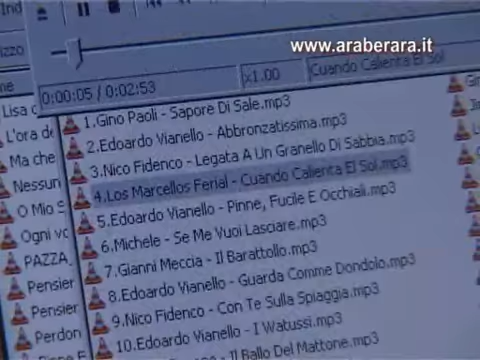 www.araberara.it
0:00:05 / 0:02:53
x1.00
Cuando Calienta El Sol
1.Gino Paoli - Sapore Di Sale.mp3
2.Edoardo Vianello - Abbronzatissima.mp3
3.Nico Fidenco - Legata A Un Granello Di Sabbia.mp3
4.Los Marcellos Ferial - Cuando Calienta El Sol.mp3
5.Edoardo Vianello - Pinne, Fucile E Occhiali.mp3
6.Michele - Se Me Vuoi Lasciare.mp3
7.Gianni Meccia - Il Barattollo.mp3
8.Edoardo Vianello - Guarda Come Dondolo.mp3
9.Nico Fidenco - Con Te Sulla Spiaggia.mp3
10.Edoardo Vianello - I Watussi.mp3
Il Ballo Del Mattone.mp3
Ind
izzo
me
Lisa
L'ora de
Ma che
Nessun
O Mio S
Ogni vo
PAZZA
Pensier
Pensier
Perdon